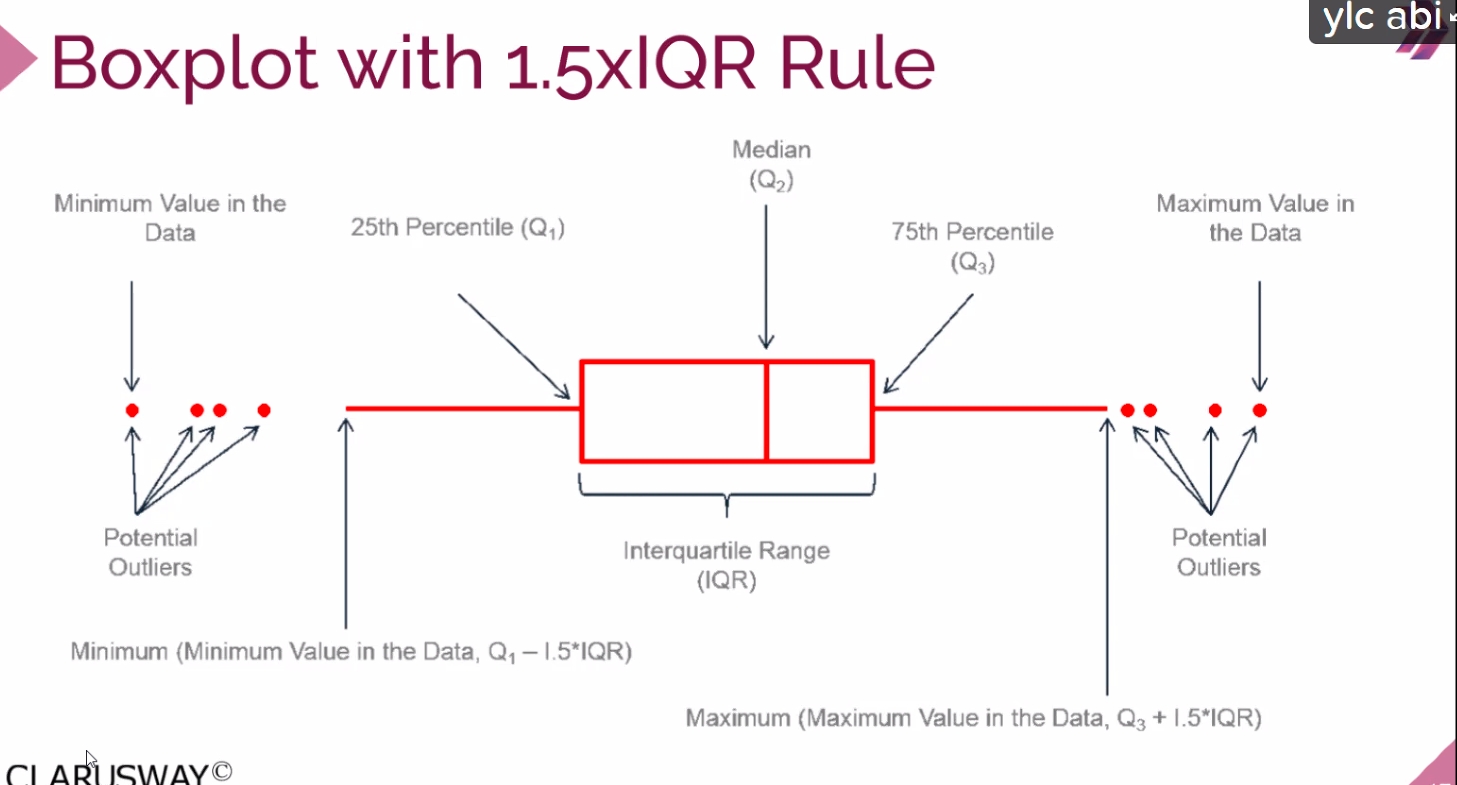 ylc abi
Boxplot with 1.5xIQR Rule
Median
(Q₂)
Minimum Value in the
Data
25th Percentile (Q₁)
75th Percentile
(Q₃)
Maximum Value in
the Data
Potential
Outliers
Interquartile Range
(IQR)
Potential
Outliers
Minimum (Minimum Value in the Data, Q₁ – 1.5*IQR)
Maximum (Maximum Value in the Data, Q₃ + 1.5*IQR)
CLARUSWAY©